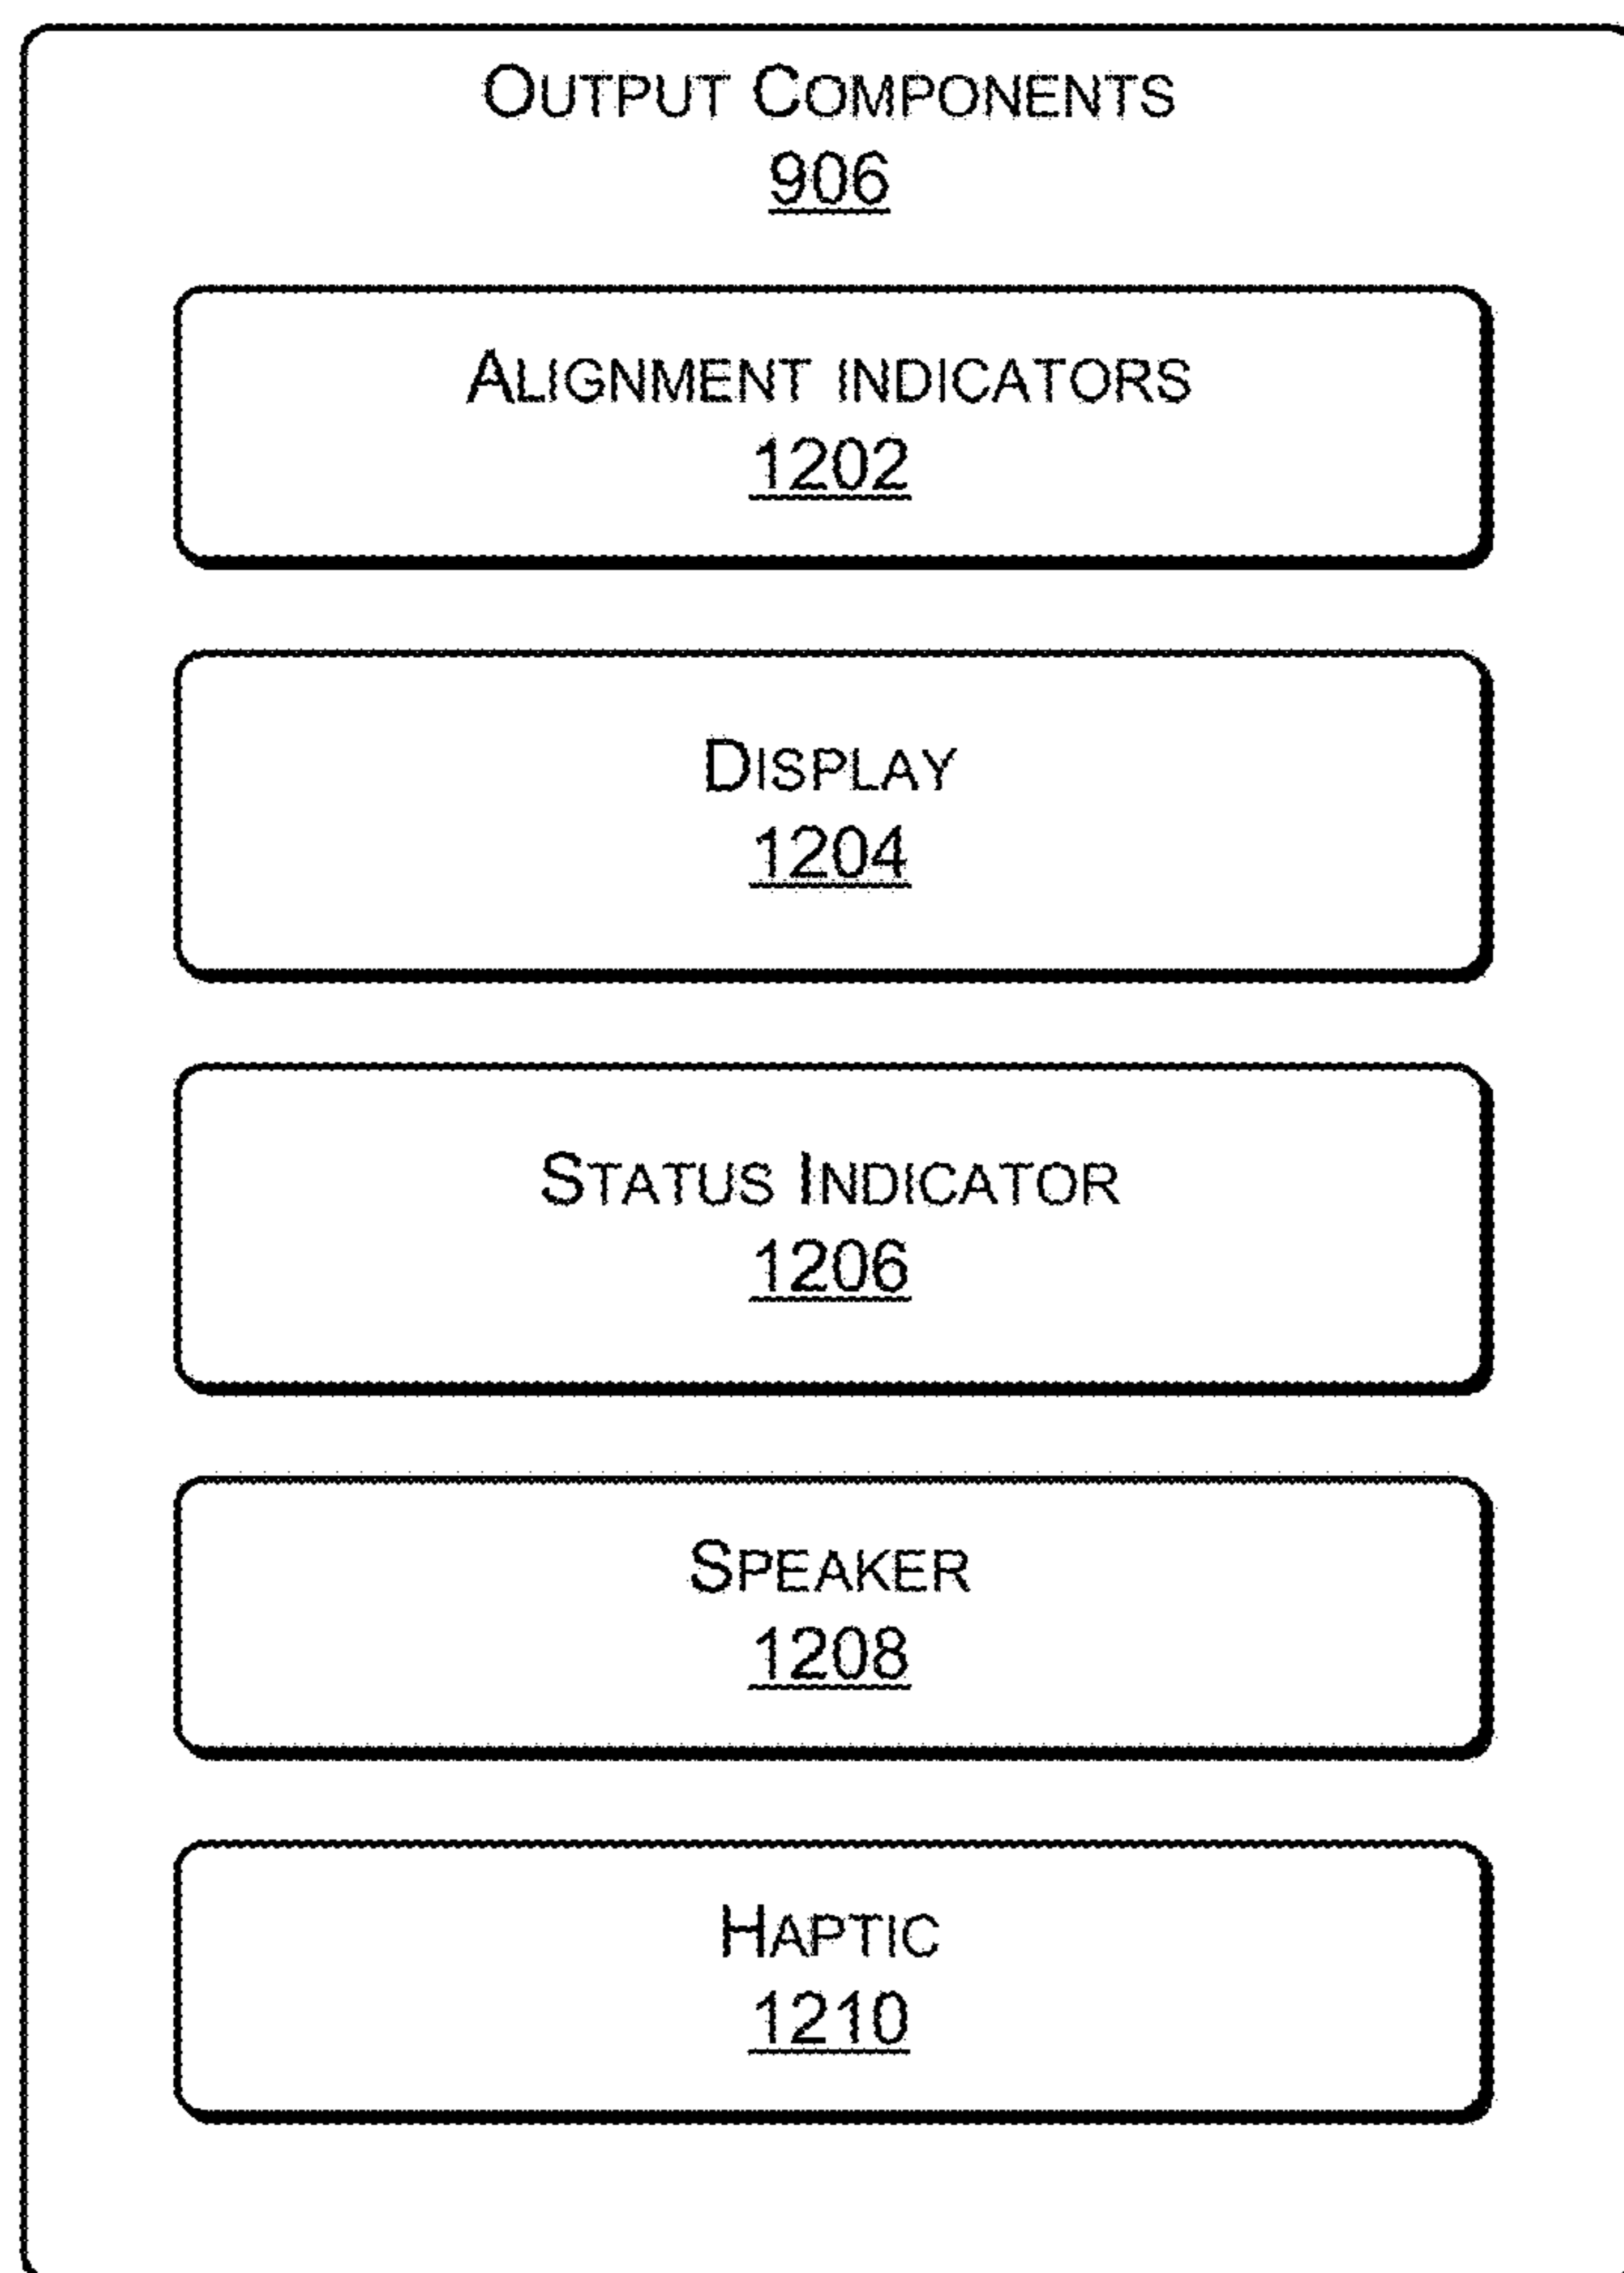 OUTPUT COMPONENTS
906
ALIGNMENT INDICATORS
1202
DISPLAY
1204
STATUS INDICATOR
1206
SPEAKER
1208
HAPTIC
1210